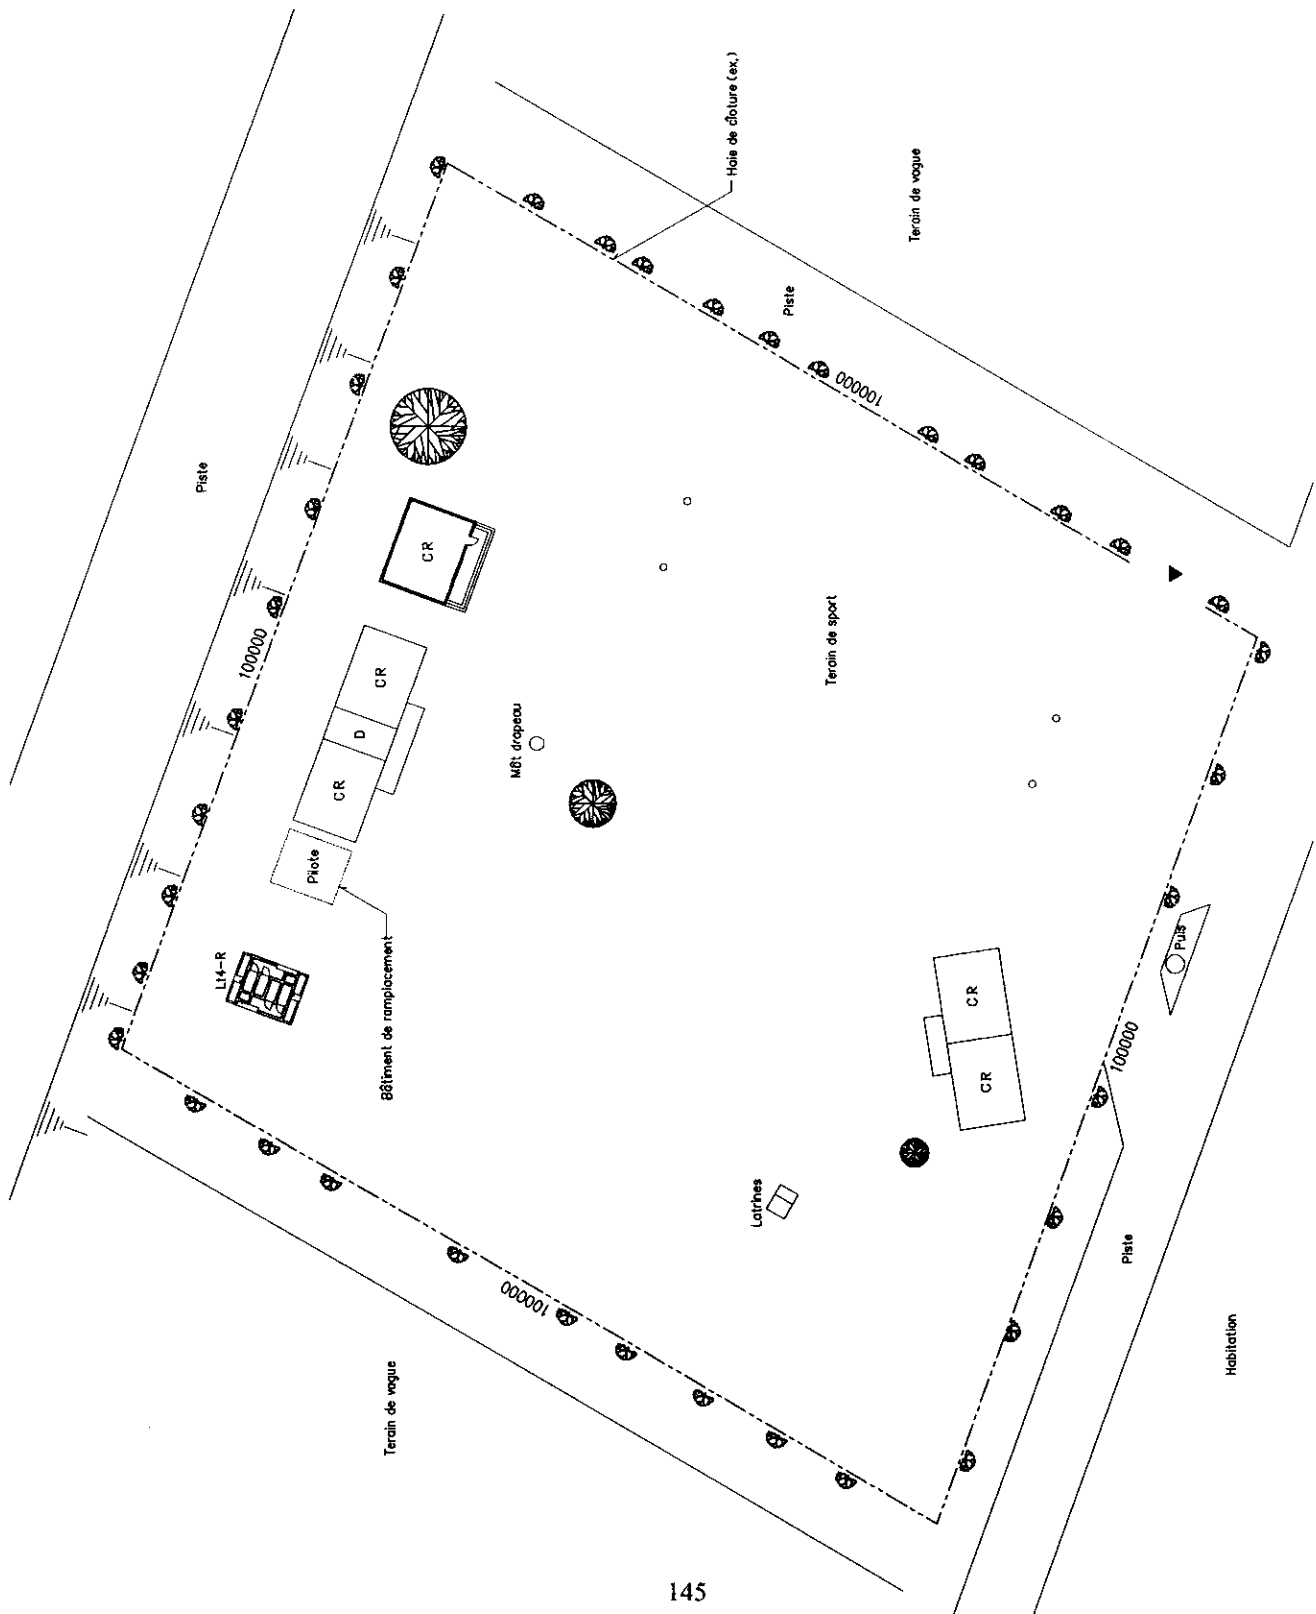 Haie de clôture (ex.)
Terain de vague
Piste
100000
Piste
CR
100000
CR
D
CR
Pilote
Mât drapeau
Terain de sport
Lt4-R
Bâtiment de ramplacement
CR
CR
Puis
100000
Latrines
Piste
100000
Terain de vague
Habitation
145